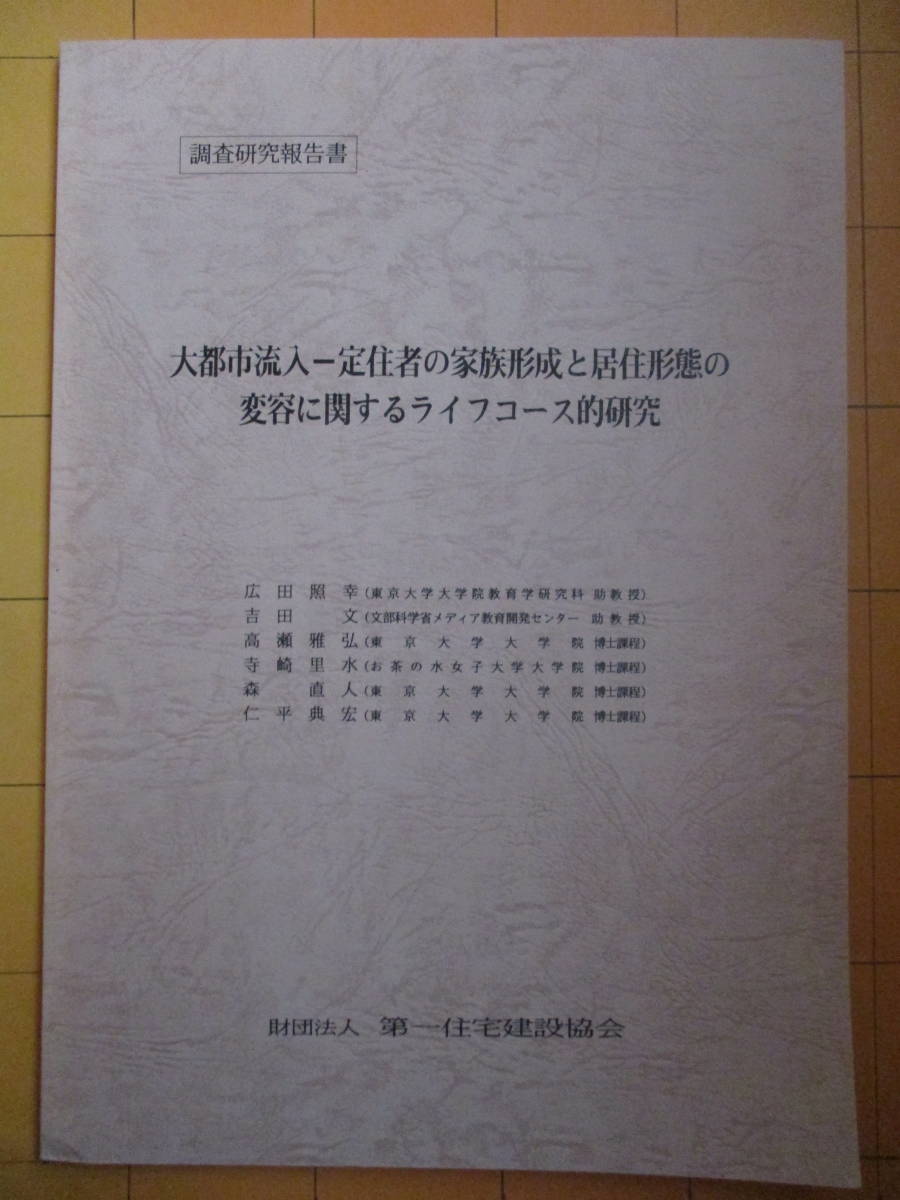 調査研究報告書
大都市流入ー定住者の家族形成と居住形態の
変容に関するライフコース的研究
広田照幸(東京大学大学院教育学研究科 助教授)
吉田 文(文部科学省メディア教育開発センター 助教授)
高瀬雅弘(東京大学大学院 博士課程)
寺崎里水(お茶の水女子大学大学院 博士課程)
森 直人(東京大学大学院 博士課程)
仁平典宏(東京大学大学院 博士課程)
財団法人 第一住宅建設協会